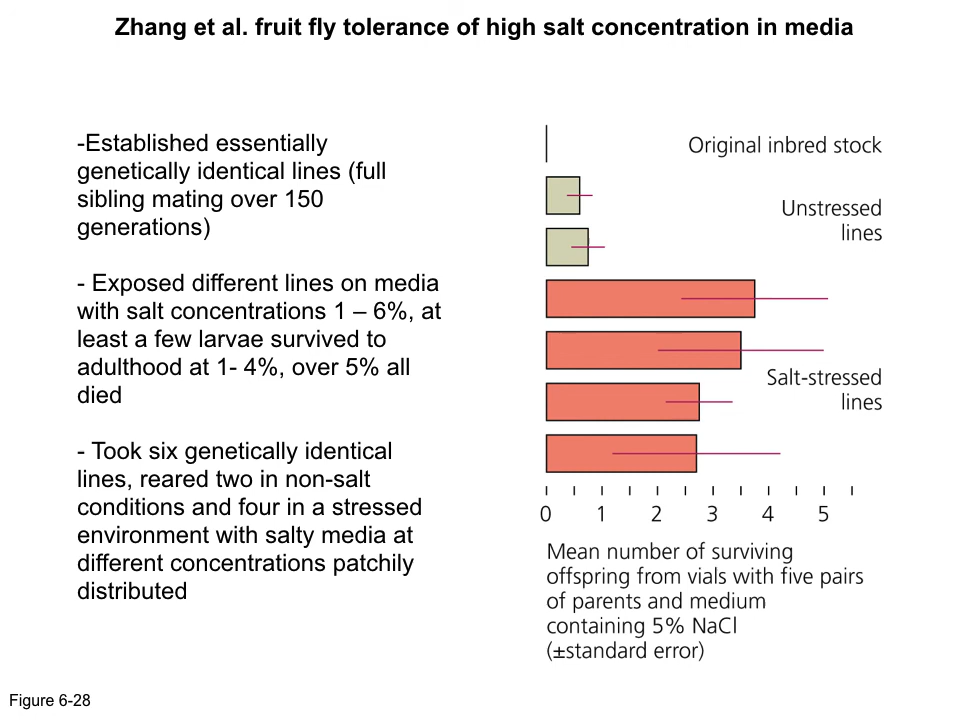 Zhang et al. fruit fly tolerance of high salt concentration in media
-Established essentially
genetically identical lines (full
sibling mating over 150
generations)
- Exposed different lines on media
with salt concentrations 1 – 6%, at
least a few larvae survived to
adulthood at 1- 4%, over 5% all
died
- Took six genetically identical
lines, reared two in non-salt
conditions and four in a stressed
environment with salty media at
different concentrations patchily
distributed
Original inbred stock
Unstressed
lines
Salt-stressed
lines
0 1 2 3 4 5
Mean number of surviving
offspring from vials with five pairs
of parents and medium
containing 5% NaCl
(±standard error)
Figure 6-28